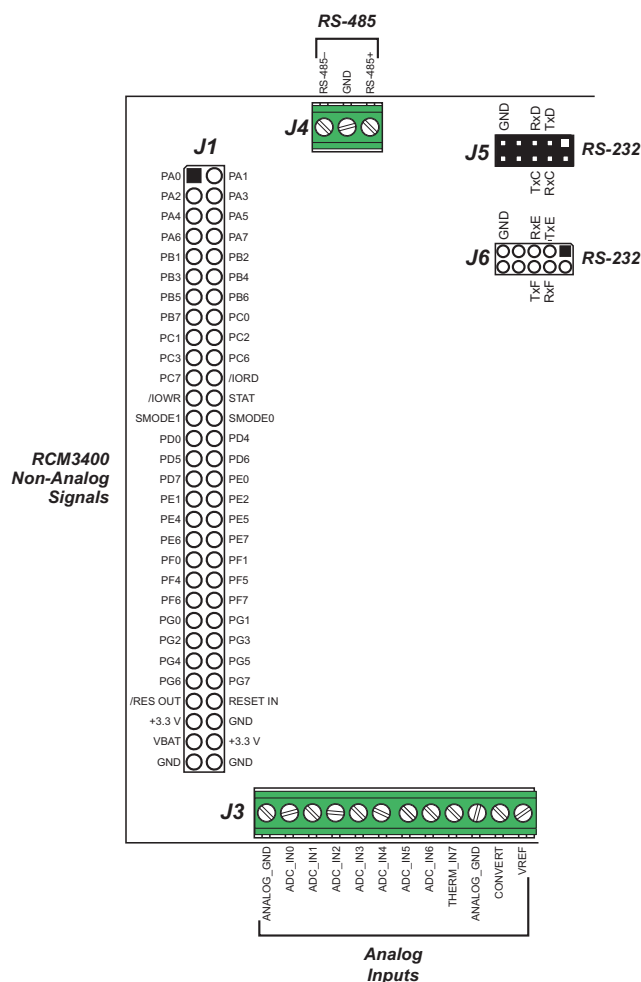 RS-485
RS-485–
GND
RS-485+
J4
GND
RxD
TxD
J5
RS-232
TxC
RxC
GND
RxE
TxE
J6
RS-232
TxF
RxF
J1
PA0 PA1
PA2 PA3
PA4 PA5
PA6 PA7
PB1 PB2
PB3 PB4
PB5 PB6
PB7 PC0
PC1 PC2
PC3 PC6
PC7 /IORD
/IOWR STAT
SMODE1 SMODE0
PD0 PD4
PD5 PD6
PD7 PE0
PE1 PE2
PE4 PE5
PE6 PE7
PF0 PF1
PF4 PF5
PF6 PF7
PG0 PG1
PG2 PG3
PG4 PG5
PG6 PG7
/RES OUT RESET IN
+3.3 V GND
VBAT +3.3 V
GND GND
RCM3400
Non-Analog
Signals
J3
ANALOG_GND
ADC_IN0
ADC_IN1
ADC_IN2
ADC_IN3
ADC_IN4
ADC_IN5
ADC_IN6
THERM_IN7
ANALOG_GND
CONVERT
VREF
Analog
Inputs